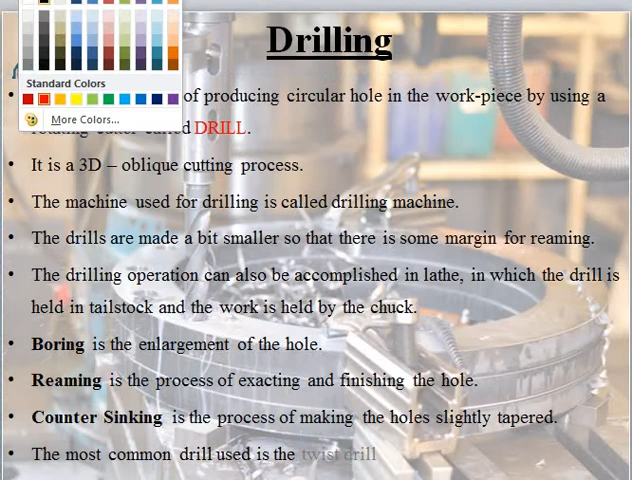 Drilling
Standard Colors
More Colors...
• of producing circular hole in the work-piece by using a
rotating cutter called DRILL.
• It is a 3D – oblique cutting process.
• The machine used for drilling is called drilling machine.
• The drills are made a bit smaller so that there is some margin for reaming.
• The drilling operation can also be accomplished in lathe, in which the drill is
held in tailstock and the work is held by the chuck.
• Boring is the enlargement of the hole.
• Reaming is the process of exacting and finishing the hole.
• Counter Sinking is the process of making the holes slightly tapered.
• The most common drill used is the twist drill